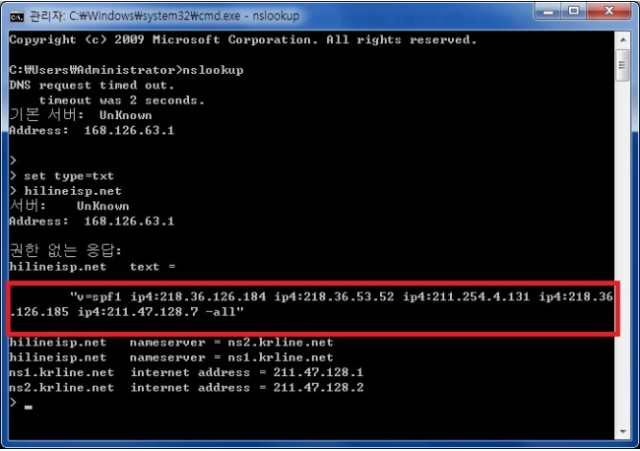 관리자: C:₩Windows₩system32₩cmd.exe - nslookup
Copyright (c) 2009 Microsoft Corporation. All rights reserved.
C:₩Users₩Administrator>nslookup
DNS request timed out.
timeout was 2 seconds.
기본 서버: UnKnown
Address: 168.126.63.1
>
> set type=txt
> hilineisp.net
서버: UnKnown
Address: 168.126.63.1
권한 없는 응답:
hilineisp.net text =
"v=spf1 ip4:218.36.126.184 ip4:218.36.53.52 ip4:211.254.4.131 ip4:218.36
.126.185 ip4:211.47.128.7 -all"
hilineisp.net nameserver = ns2.krline.net
hilineisp.net nameserver = ns1.krline.net
ns1.krline.net internet address = 211.47.128.1
ns2.krline.net internet address = 211.47.128.2
> _